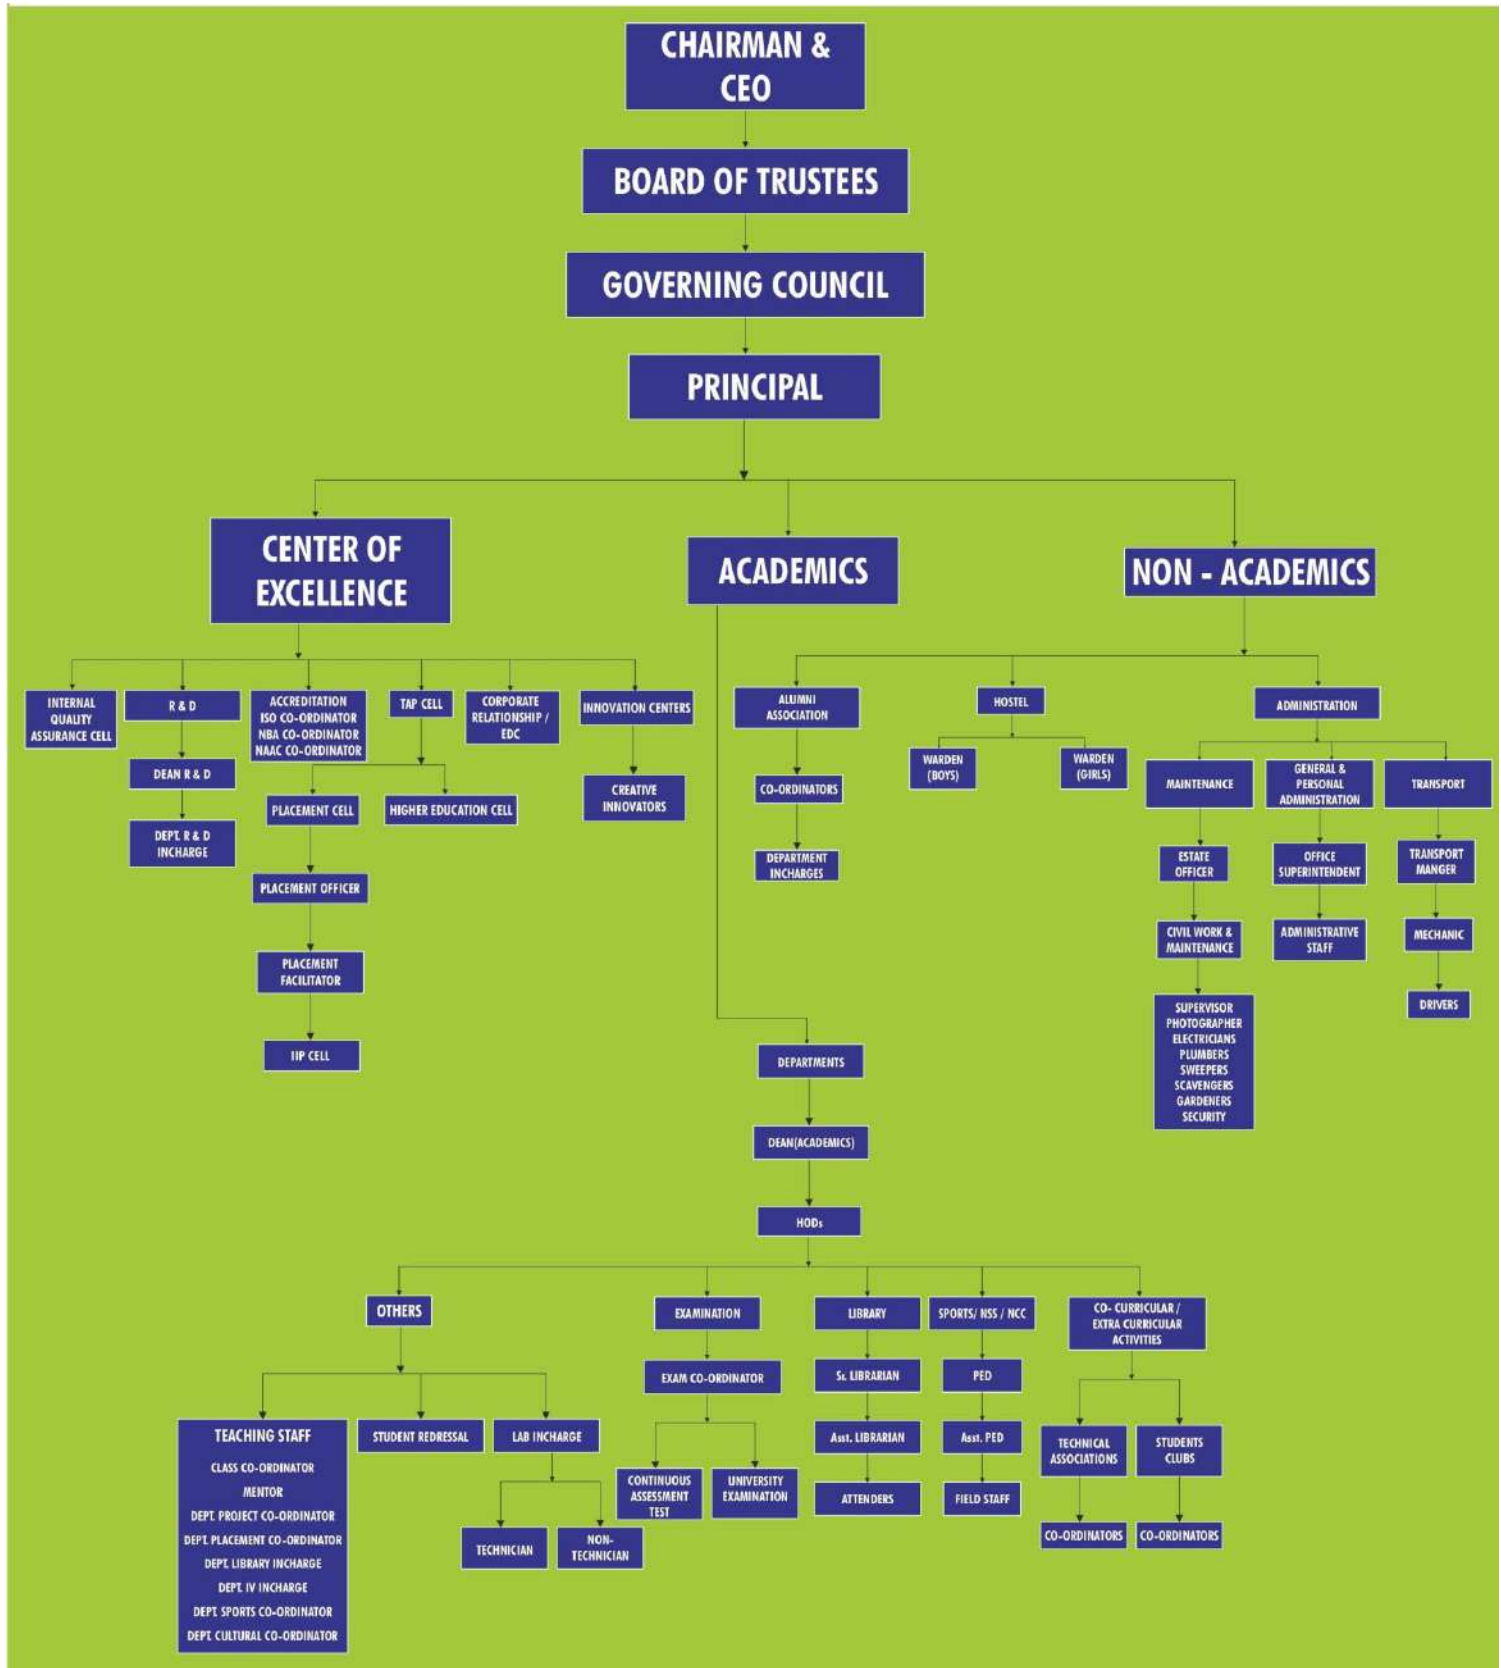 CHAIRMAN &
CEO
BOARD OF TRUSTEES
GOVERNING COUNCIL
PRINCIPAL
CENTER OF
EXCELLENCE
ACADEMICS
NON - ACADEMICS
INTERNAL
QUALITY
ASSURANCE CELL
R & D
DEAN R & D
DEPT. R & D
INCHARGE
ACCREDITATION
ISO CO-ORDINATOR
NBA CO-ORDINATOR
NAAC CO-ORDINATOR
TAP CELL
PLACEMENT CELL
HIGHER EDUCATION CELL
PLACEMENT OFFICER
PLACEMENT
FACILITATOR
IIP CELL
CORPORATE
RELATIONSHIP /
EDC
INNOVATION CENTERS
CREATIVE
INNOVATORS
ALUMNI
ASSOCIATION
CO-ORDINATORS
DEPARTMENT
INCHARGES
HOSTEL
WARDEN
(BOYS)
WARDEN
(GIRLS)
ADMINISTRATION
MAINTENANCE
ESTATE
OFFICER
CIVIL WORK &
MAINTENANCE
SUPERVISOR
PHOTOGRAPHER
ELECTRICIANS
PLUMBERS
SWEEPERS
SCAVENGERS
GARDENERS
SECURITY
GENERAL &
PERSONAL
ADMINISTRATION
OFFICE
SUPERINTENDENT
ADMINISTRATIVE
STAFF
TRANSPORT
TRANSPORT
MANGER
MECHANIC
DRIVERS
DEPARTMENTS
DEAN(ACADEMICS)
HODs
OTHERS
TEACHING STAFF
CLASS CO-ORDINATOR
MENTOR
DEPT. PROJECT CO-ORDINATOR
DEPT. PLACEMENT CO-ORDINATOR
DEPT. LIBRARY INCHARGE
DEPT. IV INCHARGE
DEPT. SPORTS CO-ORDINATOR
DEPT. CULTURAL CO-ORDINATOR
STUDENT REDRESSAL
LAB INCHARGE
TECHNICIAN
NON-
TECHNICIAN
EXAMINATION
EXAM CO-ORDINATOR
CONTINUOUS
ASSESSMENT
TEST
UNIVERSITY
EXAMINATION
LIBRARY
Sr. LIBRARIAN
Asst. LIBRARIAN
ATTENDERS
SPORTS/ NSS / NCC
PED
Asst. PED
FIELD STAFF
CO- CURRICULAR /
EXTRA CURRICULAR
ACTIVITIES
TECHNICAL
ASSOCIATIONS
CO-ORDINATORS
STUDENTS
CLUBS
CO-ORDINATORS